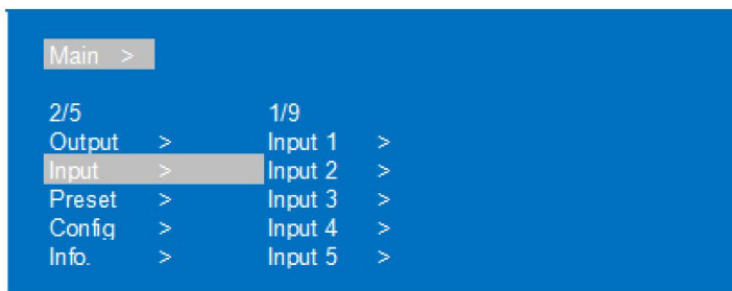 Main >
2/5 1/9
Output > Input 1 >
Input > Input 2 >
Preset > Input 3 >
Config > Input 4 >
Info. > Input 5 >